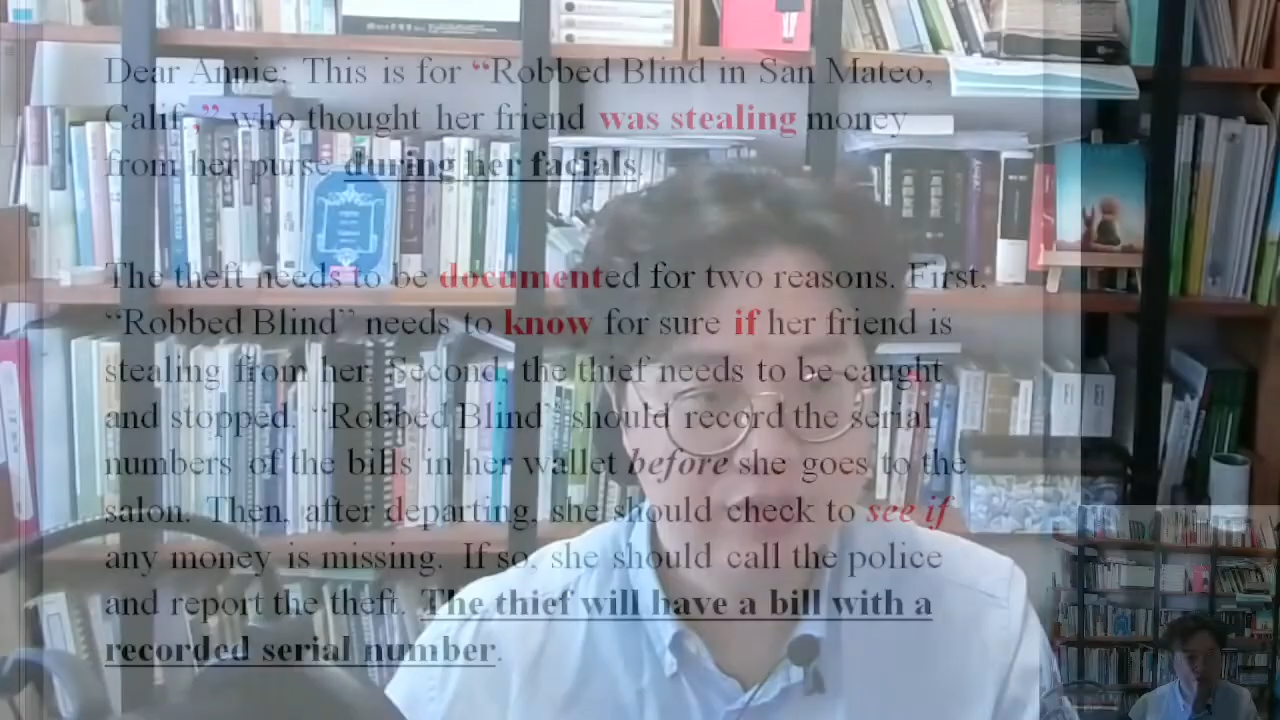 Dear Annie: This is for “Robbed Blind in San Mateo,
Calif.,” who thought her friend was stealing money
from her purse during her facials.
The theft needs to be documented for two reasons. First,
“Robbed Blind” needs to know for sure if her friend is
stealing from her. Second, the thief needs to be caught
and stopped. “Robbed Blind” should record the serial
numbers of the bills in her wallet before she goes to the
salon. Then, after departing, she should check to see if
any money is missing. If so, she should call the police
and report the theft. The thief will have a bill with a
recorded serial number.